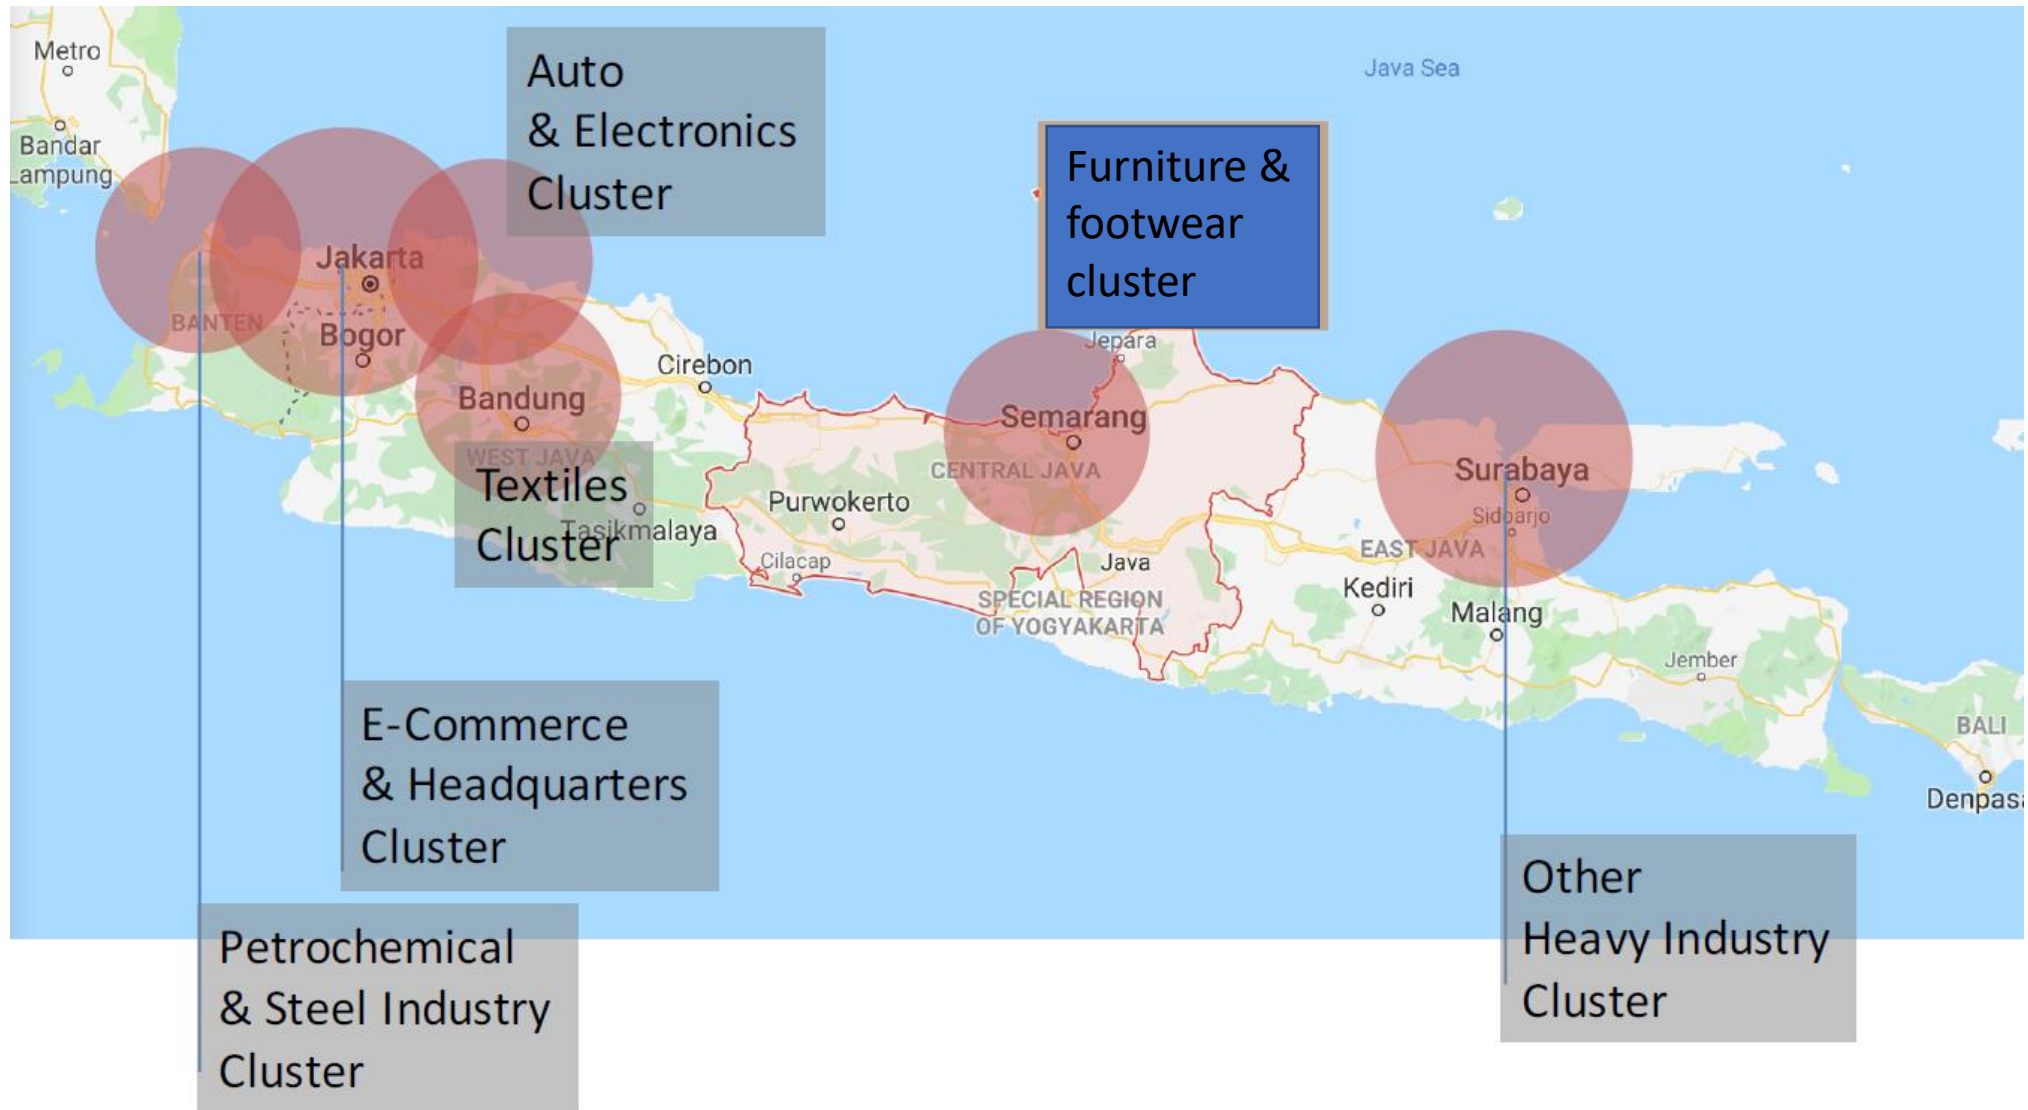 Metro
Bandar
Lampung
Auto
& Electronics
Cluster
Java Sea
Furniture &
footwear
cluster
Jakarta
BANTEN
Bogor
Cirebon
Jepara
Bandung
WEST JAVA
Textiles
Cluster
Tasikmalaya
Semarang
CENTRAL JAVA
Purwokerto
Cilacap
Java
SPECIAL REGION
OF YOGYAKARTA
Surabaya
Sidoarjo
EAST JAVA
Kediri
Malang
Jember
BALI
Denpasa
E-Commerce
& Headquarters
Cluster
Petrochemical
& Steel Industry
Cluster
Other
Heavy Industry
Cluster